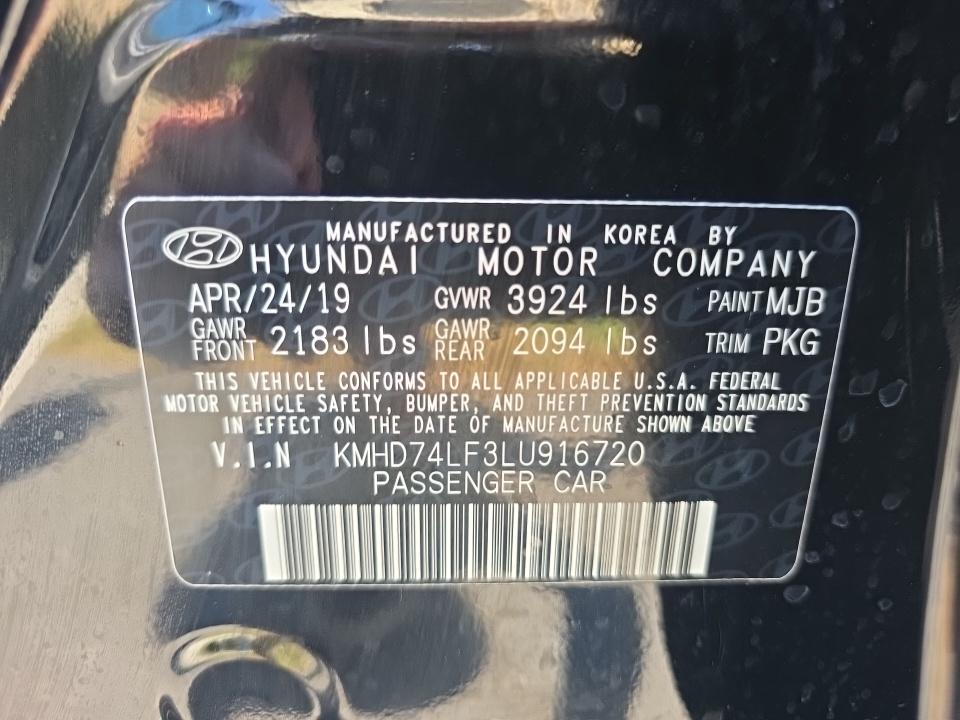 MANUFACTURED IN KOREA BY
HYUNDAI MOTOR COMPANY
APR/24/19 GVWR 3924 lbs PAINT MJB
GAWR FRONT 2183 lbs GAWR REAR 2094 lbs TRIM PKG
THIS VEHICLE CONFORMS TO ALL APPLICABLE U.S.A. FEDERAL
MOTOR VEHICLE SAFETY, BUMPER, AND THEFT PREVENTION STANDARDS
IN EFFECT ON THE DATE OF MANUFACTURE SHOWN ABOVE
V.I.N KMHD74LF3LU916720
PASSENGER CAR